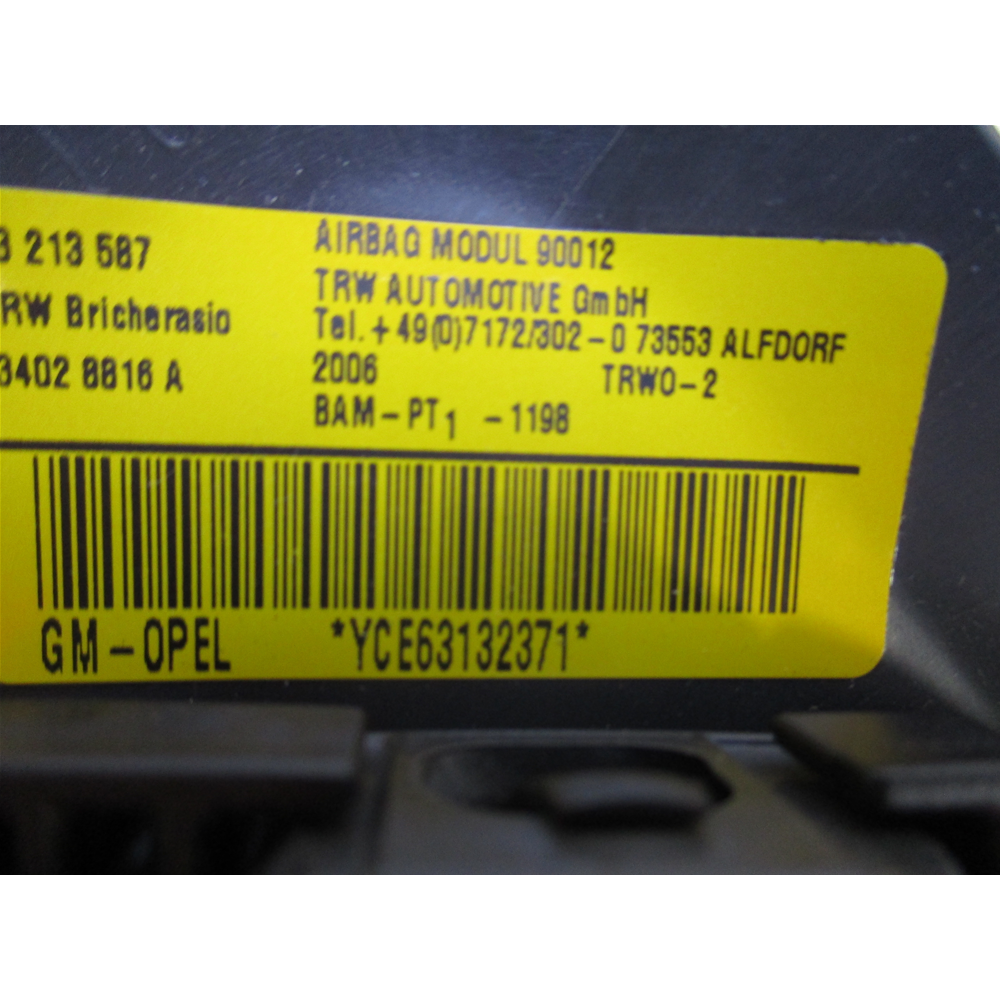 3 213 587
RW Bricherasio
3402 8816 A
AIRBAG MODUL 90012
TRW AUTOMOTIVE GmbH
Tel. + 49(0)7172/302-0 73553 ALFDORF
2006 TRW0-2
BAM-PT1 -1198
GM-OPEL *YCE63132371*